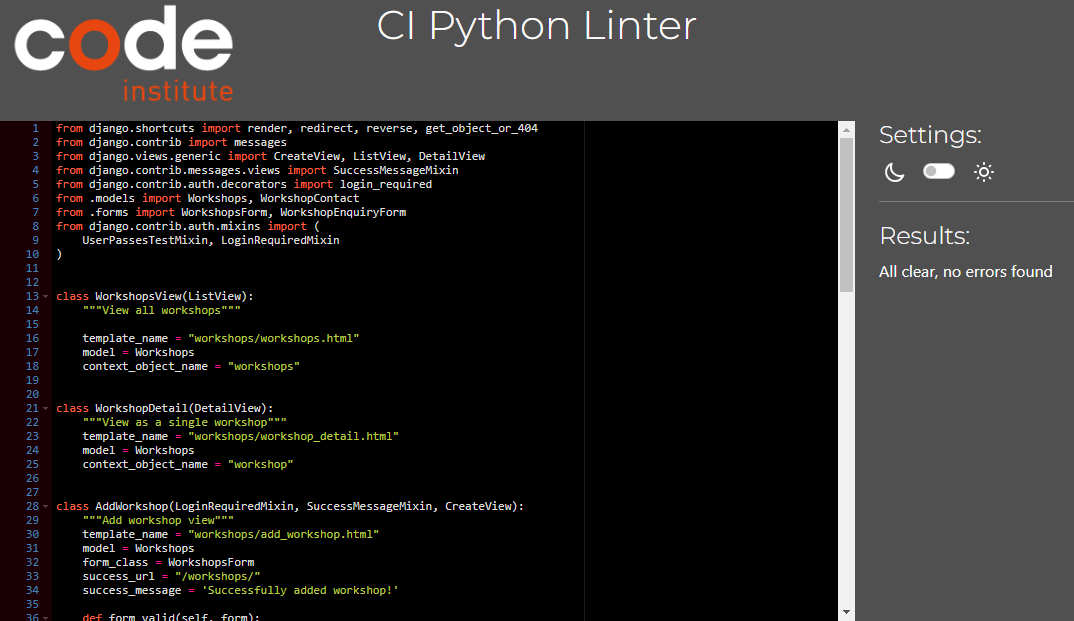 code
institute
CI Python Linter
1 from django.shortcuts import render, redirect, reverse, get_object_or_404
2 from django.contrib import messages
3 from django.views.generic import CreateView, ListView, DetailView
4 from django.contrib.messages.views import SuccessMessageMixin
5 from django.contrib.auth.decorators import login_required
6 from .models import Workshops, WorkshopContact
7 from .forms import WorkshopsForm, WorkshopEnquiryForm
8 from django.contrib.auth.mixins import (
9     UserPassesTestMixin, LoginRequiredMixin
10 )
11
12
13 class WorkshopsView(ListView):
14     """View all workshops"""
15
16     template_name = "workshops/workshops.html"
17     model = Workshops
18     context_object_name = "workshops"
19
20
21 class WorkshopDetail(DetailView):
22     """View as a single workshop"""
23     template_name = "workshops/workshop_detail.html"
24     model = Workshops
25     context_object_name = "workshop"
26
27
28 class AddWorkshop(LoginRequiredMixin, SuccessMessageMixin, CreateView):
29     """Add workshop view"""
30     template_name = "workshops/add_workshop.html"
31     model = Workshops
32     form_class = WorkshopsForm
33     success_url = "/workshops/"
34     success_message = 'Successfully added workshop!'
35
36     def form_valid(self, form):
Settings:
Results:
All clear, no errors found